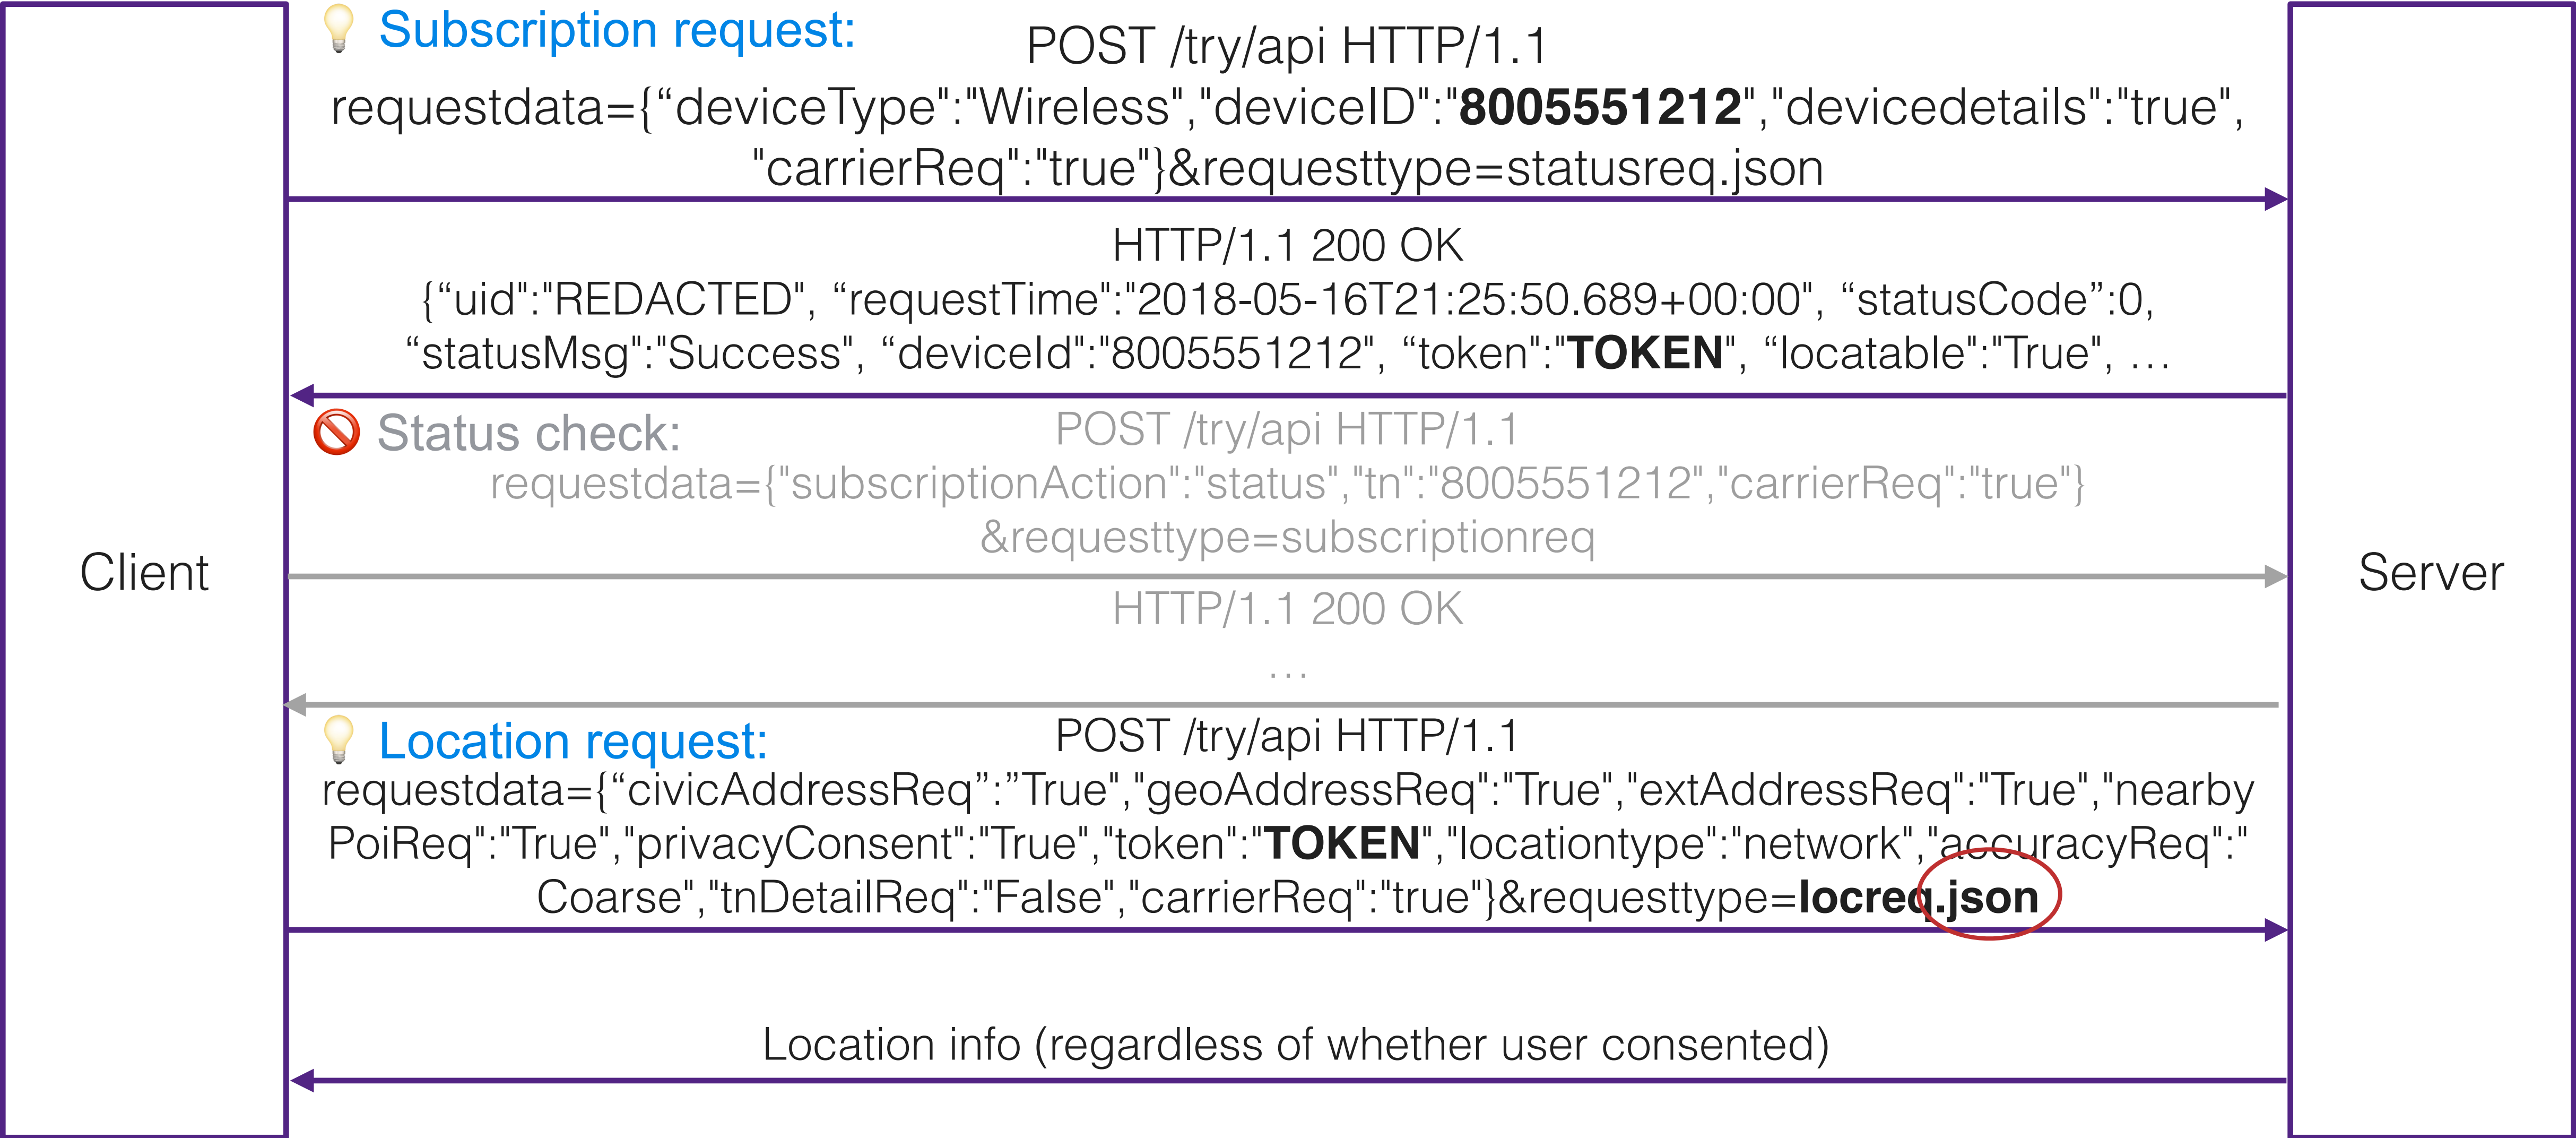 Subscription request:
POST /try/api HTTP/1.1
requestdata={“deviceType":"Wireless","deviceID":"8005551212","devicedetails":"true",
"carrierReq":"true"}&requesttype=statusreq.json
HTTP/1.1 200 OK
{“uid":"REDACTED", “requestTime":"2018-05-16T21:25:50.689+00:00", “statusCode”:0,
“statusMsg":"Success", “deviceId":"8005551212", “token":"TOKEN", “locatable":"True", …
Status check:
POST /try/api HTTP/1.1
requestdata={"subscriptionAction":"status","tn":"8005551212","carrierReq":"true"}
&requesttype=subscriptionreq
Client
Server
HTTP/1.1 200 OK
…
Location request:
POST /try/api HTTP/1.1
requestdata={“civicAddressReq”:”True","geoAddressReq":"True","extAddressReq":"True","nearby
PoiReq":"True","privacyConsent":"True","token":"TOKEN","locationtype":"network","accuracyReq":"
Coarse","tnDetailReq":"False","carrierReq":"true"}&requesttype=locreq.json
Location info (regardless of whether user consented)